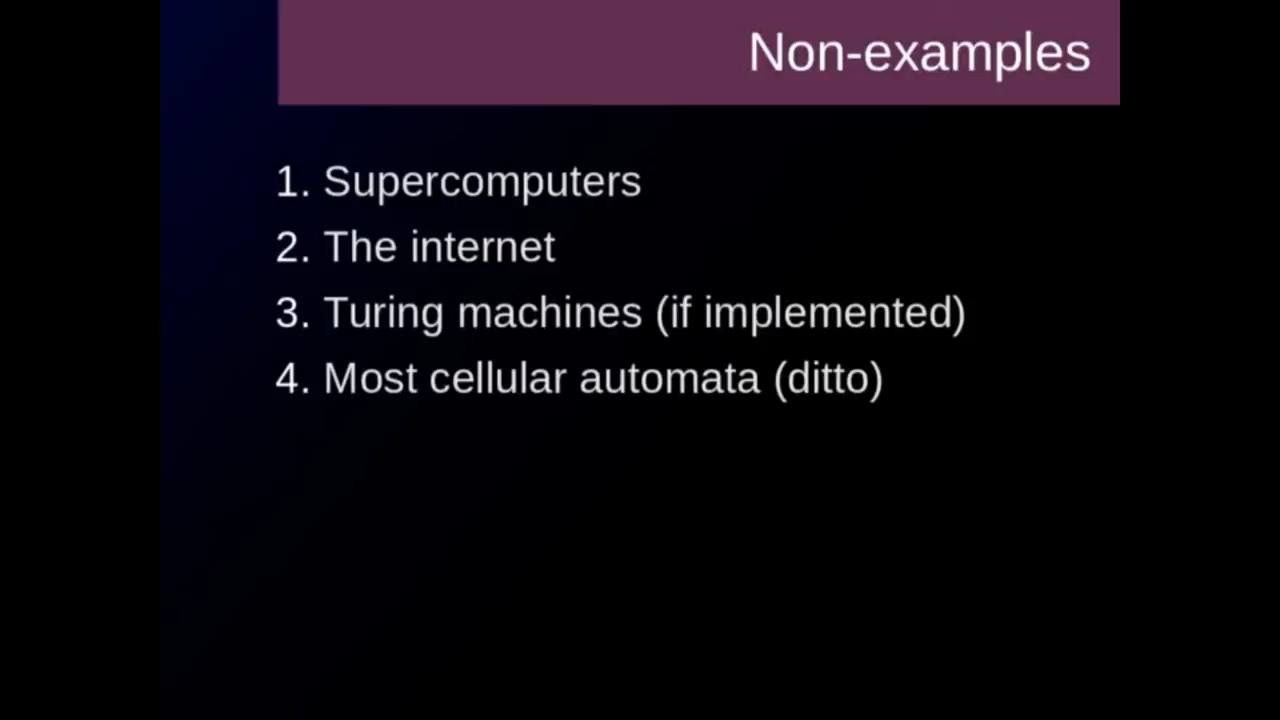 Non-examples
1. Supercomputers
2. The internet
3. Turing machines (if implemented)
4. Most cellular automata (ditto)